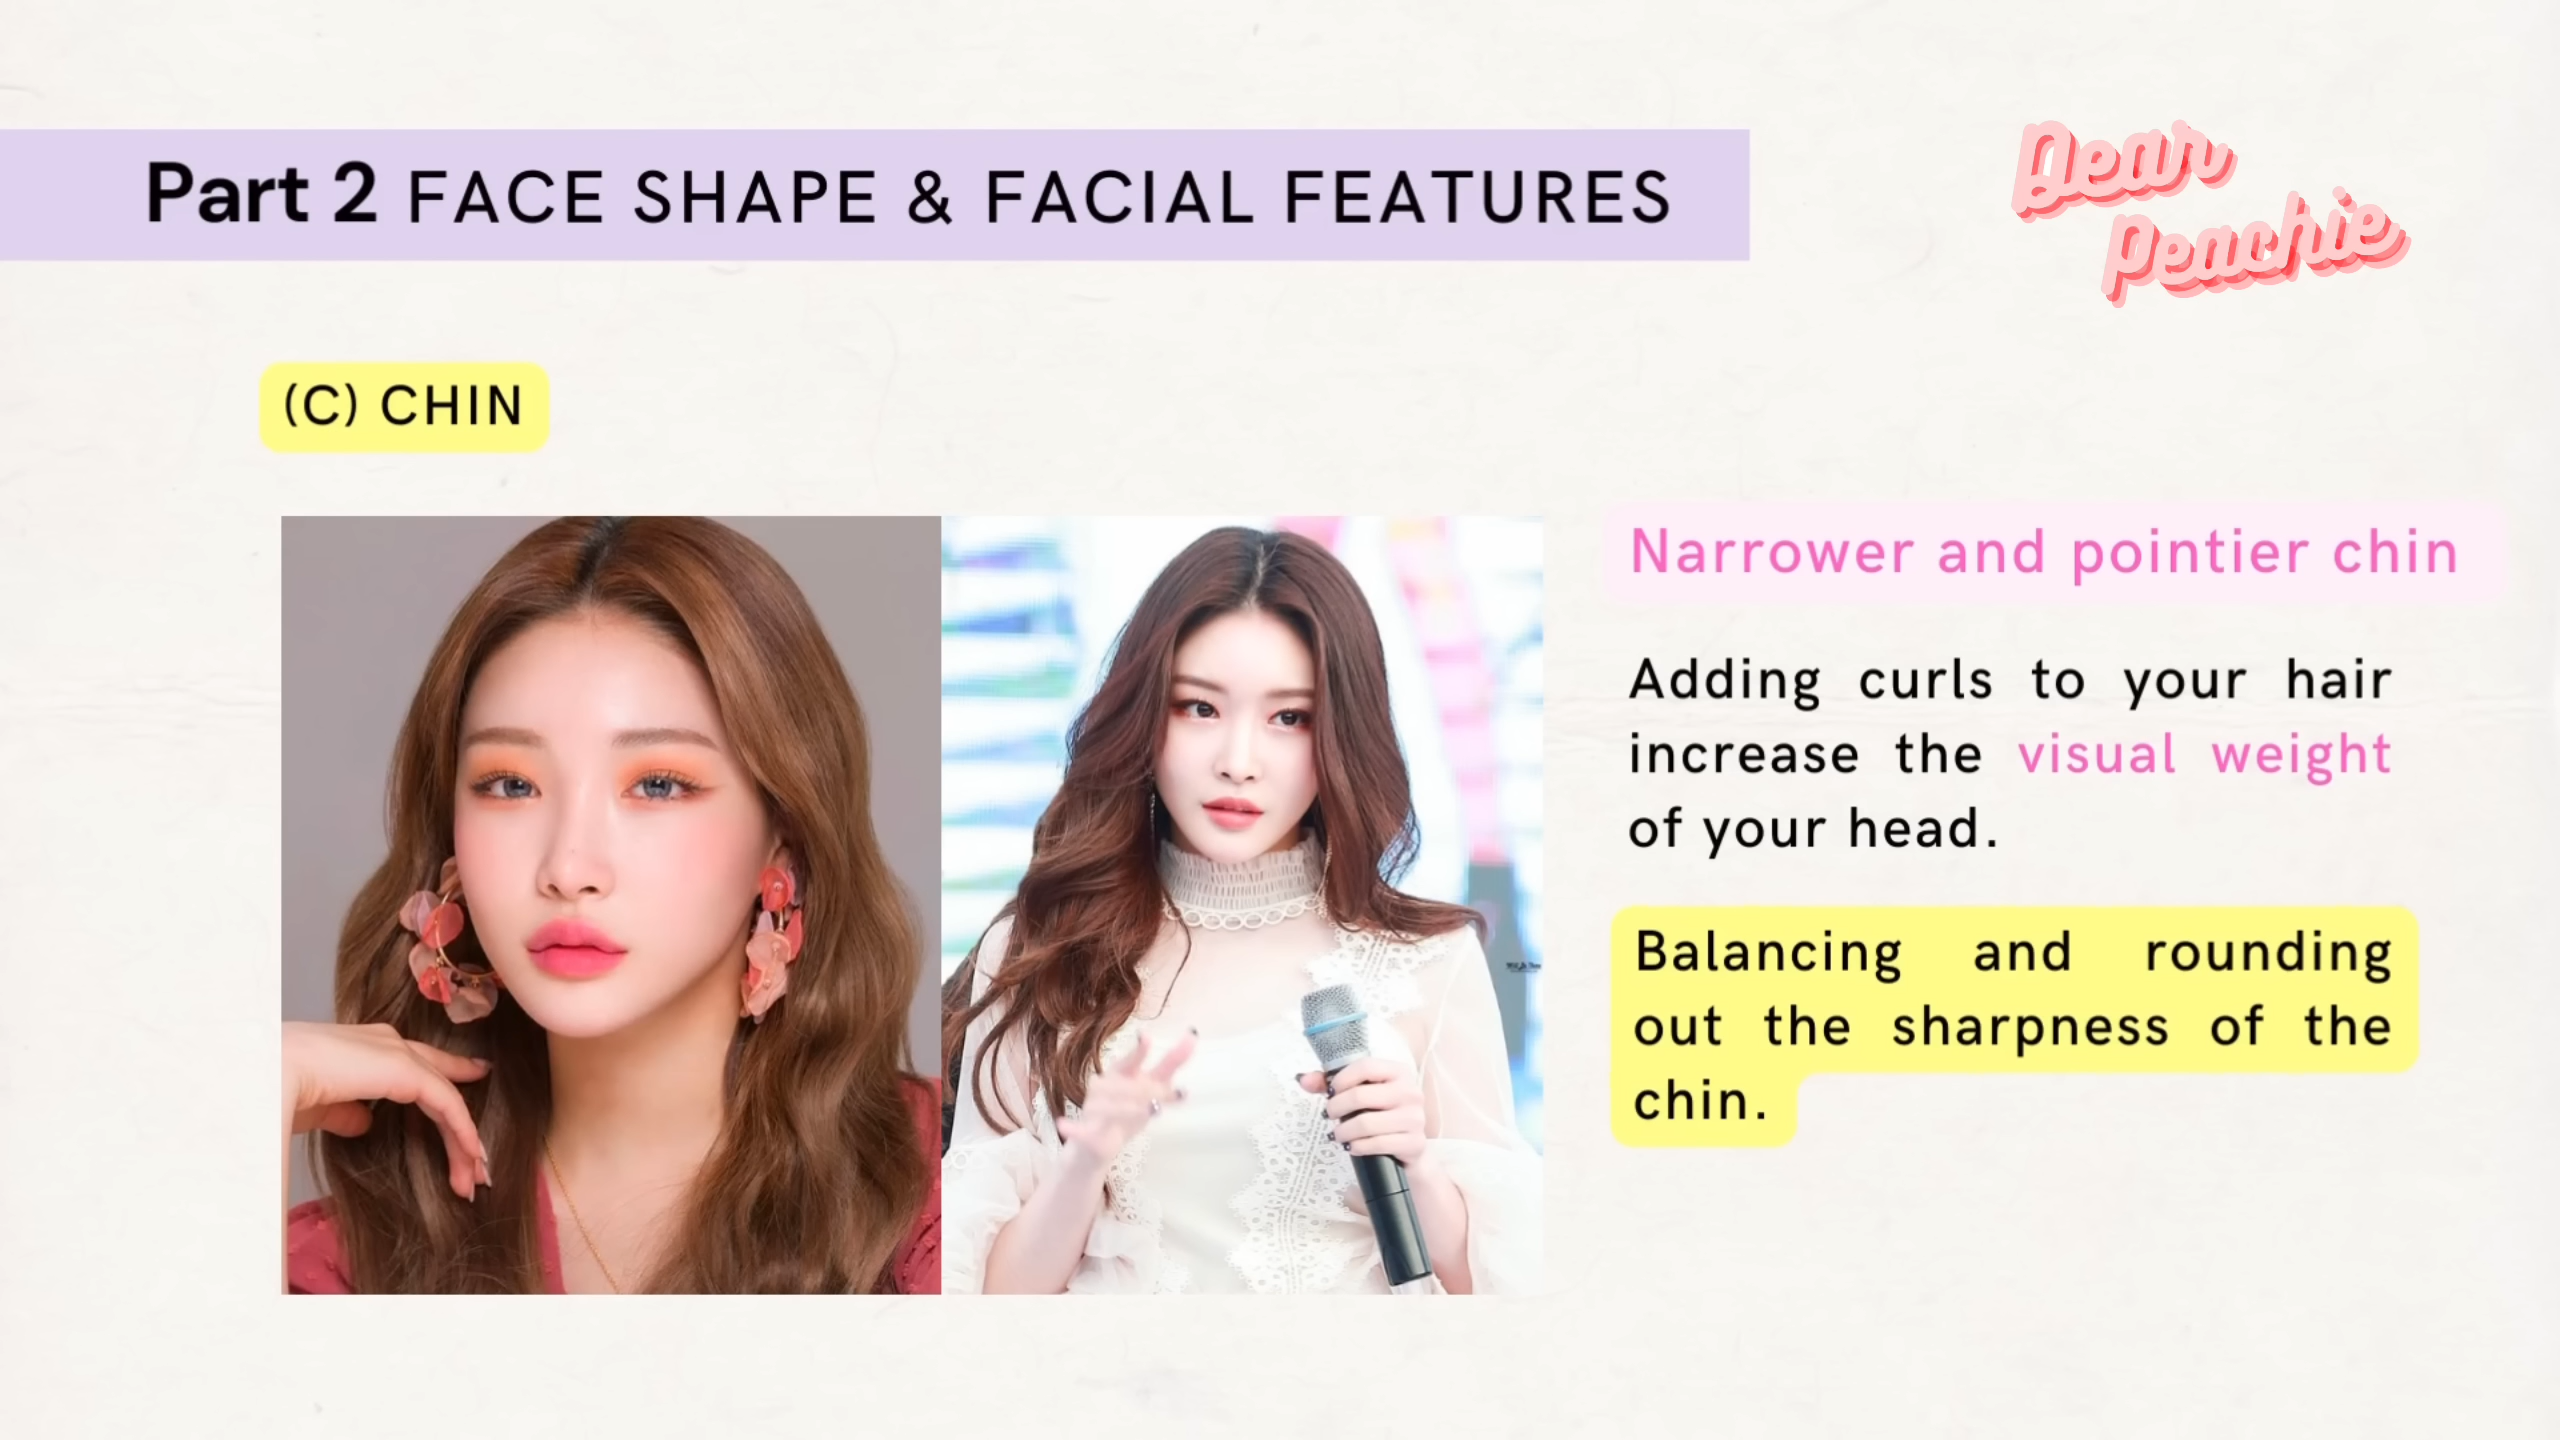 Part 2 FACE SHAPE & FACIAL FEATURES
Dear
Peachie
(C) CHIN
Narrower and pointier chin
Adding curls to your hair
increase the visual weight
of your head.
Balancing and rounding
out the sharpness of the
chin.